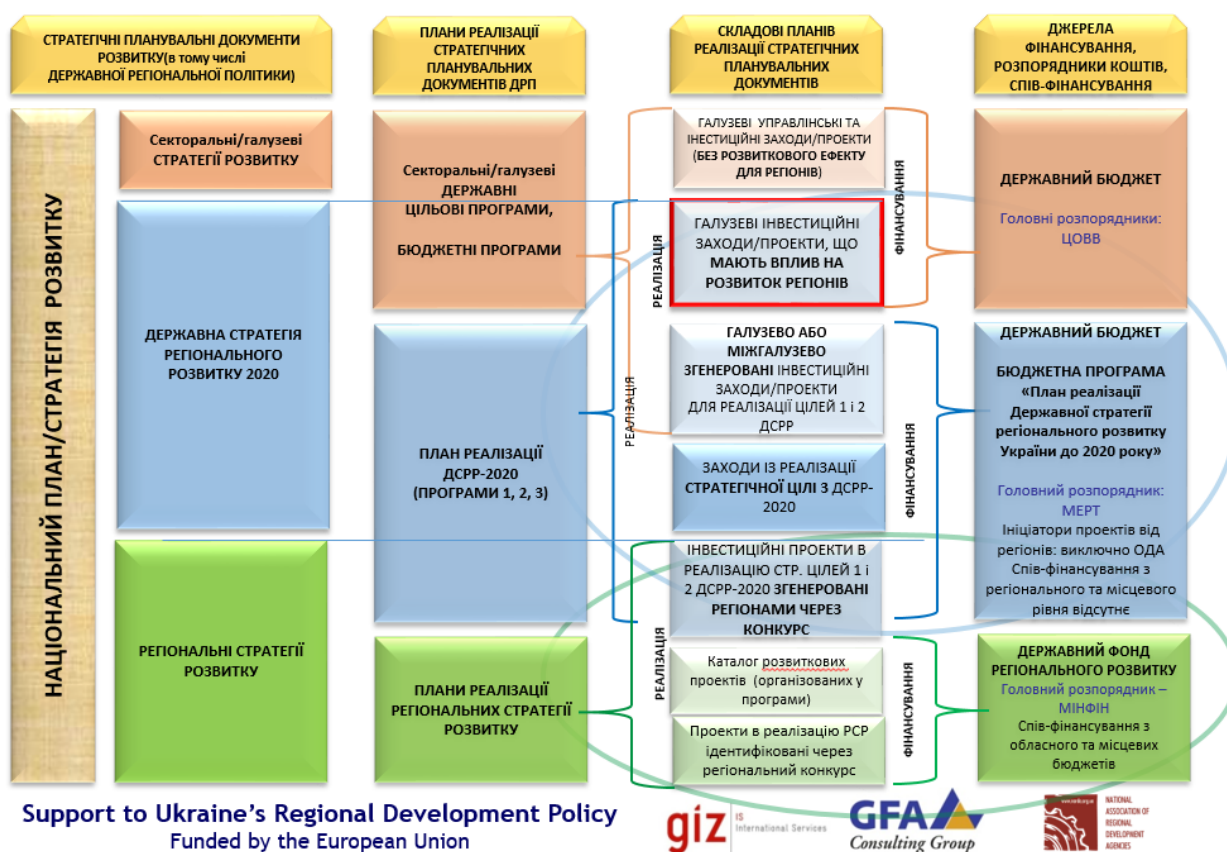 СТРАТЕГІЧНІ ПЛАНУВАЛЬНІ ДОКУМЕНТИ
РОЗВИТКУ(в тому числі
ДЕРЖАВНОЇ РЕГІОНАЛЬНОЇ ПОЛІТИКИ)
ПЛАНИ РЕАЛІЗАЦІЇ
СТРАТЕГІЧНИХ
ПЛАНУВАЛЬНИХ
ДОКУМЕНТІВ ДРП
СКЛАДОВІ ПЛАНІВ
РЕАЛІЗАЦІЇ СТРАТЕГІЧНИХ
ПЛАНУВАЛЬНИХ
ДОКУМЕНТІВ
ДЖЕРЕЛА
ФІНАНСУВАННЯ,
РОЗПОРЯДНИКИ КОШТІВ,
СПІВ-ФІНАНСУВАННЯ
НАЦІОНАЛЬНИЙ ПЛАН/СТРАТЕГІЯ РОЗВИТКУ
Секторальні/галузеві
СТРАТЕГІЇ РОЗВИТКУ
ДЕРЖАВНА СТРАТЕГІЯ
РЕГІОНАЛЬНОГО
РОЗВИТКУ 2020
РЕГІОНАЛЬНІ СТРАТЕГІЇ
РОЗВИТКУ
Секторальні/галузеві
ДЕРЖАВНІ
ЦІЛЬОВІ ПРОГРАМИ,
БЮДЖЕТНІ ПРОГРАМИ
ПЛАН РЕАЛІЗАЦІЇ
ДСРР-2020
(ПРОГРАМИ 1, 2, 3)
ПЛАНИ РЕАЛІЗАЦІЇ
РЕГІОНАЛЬНИХ СТРАТЕГІЇ
РОЗВИТКУ
РЕАЛІЗАЦІЯ
РЕАЛІЗАЦІЯ
РЕАЛІЗАЦІЯ
ГАЛУЗЕВІ УПРАВЛІНСЬКІ ТА
ІНЕСТИЦІЙНІ ЗАХОДИ/ПРОЕКТИ
(БЕЗ РОЗВИТКОВОГО ЕФЕКТУ
ДЛЯ РЕГІОНІВ)
ГАЛУЗЕВІ ІНВЕСТИЦІЙНІ
ЗАХОДИ/ПРОЕКТИ, ЩО
МАЮТЬ ВПЛИВ НА
РОЗВИТОК РЕГІОНІВ
ГАЛУЗЕВО АБО
МІЖГАЛУЗЕВО
ЗГЕНЕРОВАНІ ІНВЕСТИЦІЙНІ
ЗАХОДИ/ПРОЕКТИ
ДЛЯ РЕАЛІЗАЦІЇ ЦІЛЕЙ 1 і 2
ДСРР
ЗАХОДИ ІЗ РЕАЛІЗАЦІЇ
СТРАТЕГІЧНОЇ ЦІЛІ 3 ДСРР-
2020
ІНВЕСТИЦІЙНІ ПРОЕКТИ В
РЕАЛІЗАЦІЮ СТР. ЦІЛЕЙ 1 і
2 ДСРР-2020 ЗГЕНЕРОВАНІ
РЕГІОНАМИ ЧЕРЕЗ
КОНКУРС
Каталог розвиткових
проектів (організованих у
програми)
Проекти в реалізацію РСР
ідентифіковані через
регіональний конкурс
ФІНАНСУВАННЯ
ФІНАНСУВАННЯ
ФІНАНСУВАННЯ
ДЕРЖАВНИЙ БЮДЖЕТ
Головні розпорядники:
ЦОВВ
ДЕРЖАВНИЙ БЮДЖЕТ
БЮДЖЕТНА ПРОГРАМА
«План реалізації
Державної стратегії
регіонального розвитку
України до 2020 року»
Головний розпорядник:
МЕРТ
Ініціатори проектів від
регіонів: виключно ОДА
Спів-фінансування з
регіонального та місцевого
рівня відсутнє
ДЕРЖАВНИЙ ФОНД
РЕГІОНАЛЬНОГО РОЗВИТКУ
Головний розпорядник –
МІНФІН
Спів-фінансування з
обласного та місцевих
бюджетів
Support to Ukraine's Regional Development Policy
Funded by the European Union
giz
IS
International Services
GFA
Consulting Group
NATIONAL
ASSOCIATION OF
REGIONAL
DEVELOPMENT
AGENCIES